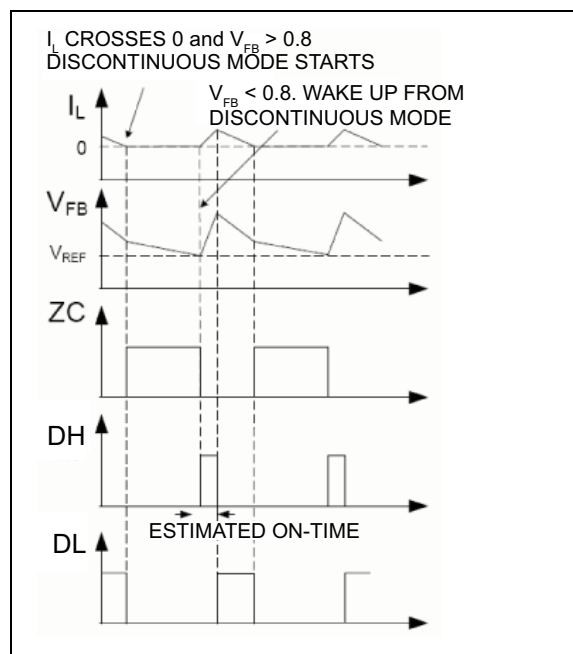 I_L CROSSES 0 and V_FB > 0.8
DISCONTINUOUS MODE STARTS
V_FB < 0.8. WAKE UP FROM
DISCONTINUOUS MODE
I_L
0
V_FB
V_REF
ZC
DH
ESTIMATED ON-TIME
DL